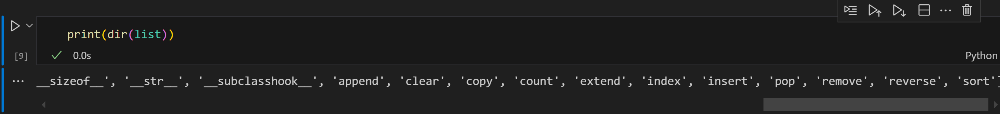 print(dir(list))
[9]
0.0s
Python
__sizeof__', '__str__', '__subclasshook__', 'append', 'clear', 'copy', 'count', 'extend', 'index', 'insert', 'pop', 'remove', 'reverse', 'sort']